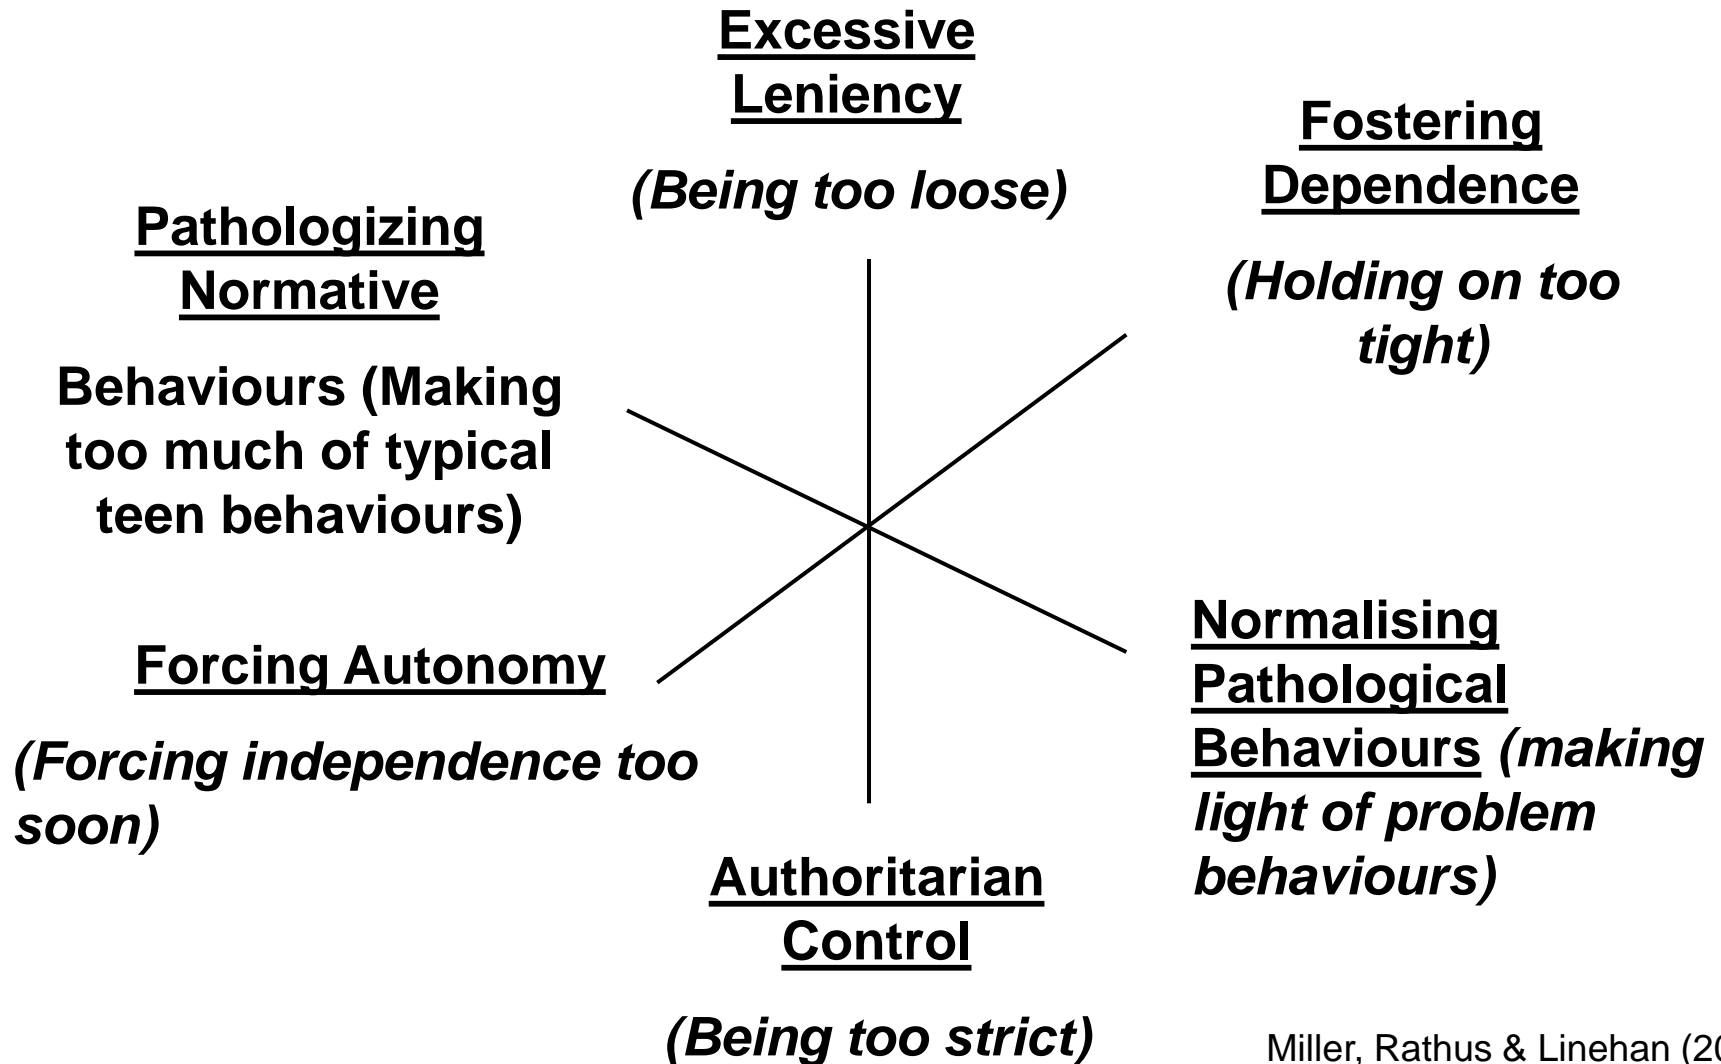 Excessive
Leniency
(Being too loose)
Fostering
Dependence
(Holding on too
tight)
Pathologizing
Normative
Behaviours (Making
too much of typical
teen behaviours)
Forcing Autonomy
(Forcing independence too
soon)
Normalising
Pathological
Behaviours (making
light of problem
behaviours)
Authoritarian
Control
(Being too strict)
Miller, Rathus & Linehan